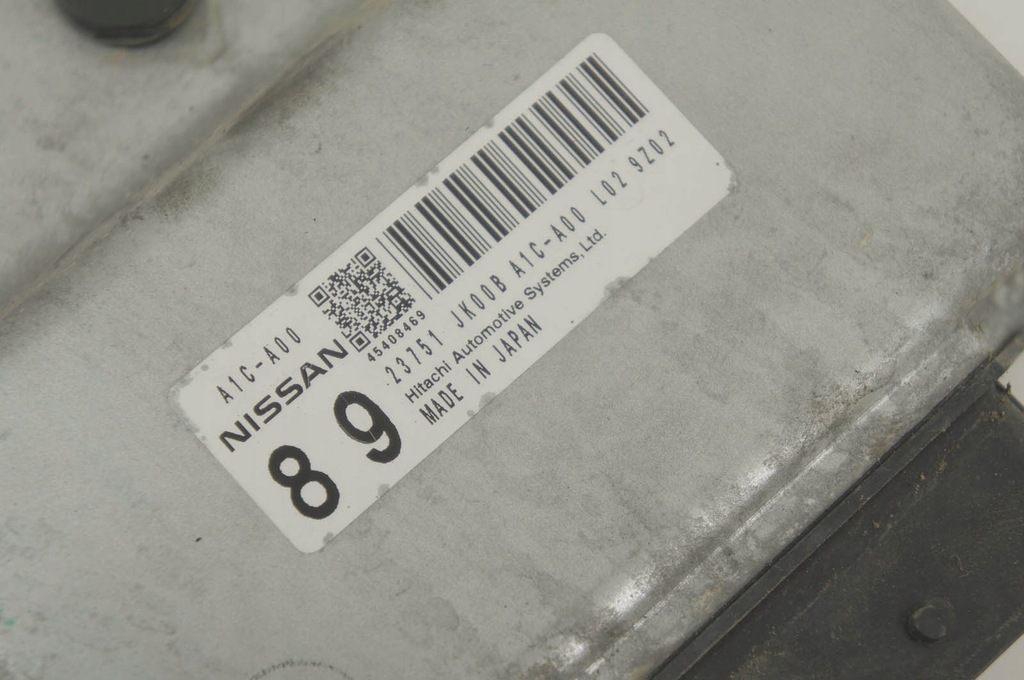 A1C-A00
NISSAN
89
45408469
23751 JK00B A1C-A00 L02 9Z02
Hitachi Automotive Systems, Ltd.
MADE IN JAPAN